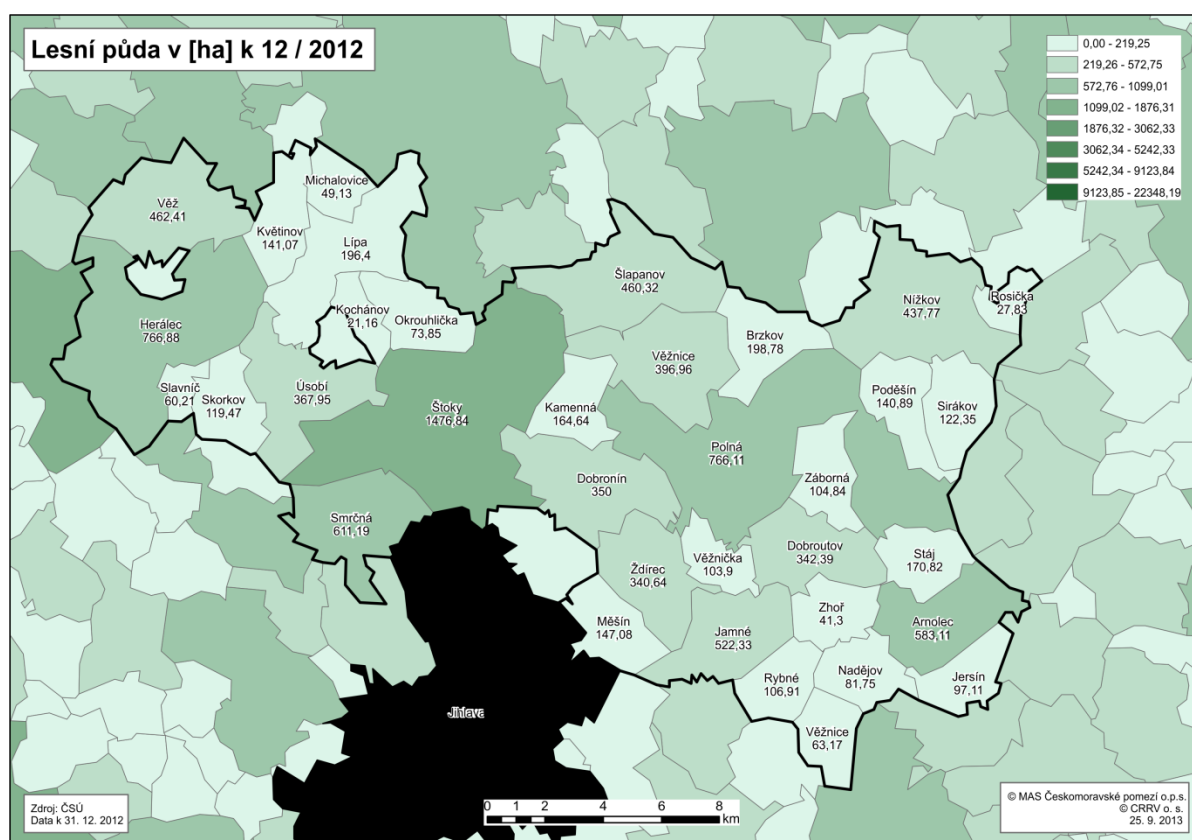 Lesní půda v [ha] k 12 / 2012
0,00 - 219,25
219,26 - 572,75
572,76 - 1099,01
1099,02 - 1876,31
1876,32 - 3062,33
3062,34 - 5242,33
5242,34 - 9123,84
9123,85 - 22348,19
Michalovice
49,13
Věž
462,41
Květinov
141,07
Lípa
196,4
Šlapanov
460,32
Nížkov
437,77
Rosička
27,83
Kochánov
21,16
Okrouhlička
73,85
Herálec
766,88
Brzkov
198,78
Věžnice
396,96
Slavníč
60,21
Skorkov
119,47
Úsobí
367,95
Štoky
1476,84
Kamenná
164,64
Poděšín
140,89
Sirákov
122,35
Polná
766,11
Dobronín
350
Záborná
104,84
Smrčná
611,19
Ždírec
340,64
Věžnička
103,9
Dobroutov
342,39
Stáj
170,82
Měšín
147,08
Jamné
522,33
Zhoř
41,3
Arnolec
583,11
Rybné
106,91
Nadějov
81,75
Jersín
97,11
Jihlava
Věžnice
63,17
Zdroj: ČSÚ
Data k 31. 12. 2012
0 1 2 4 6 8
km
© MAS Českomoravské pomezí o.p.s.
© CRRV o. s.
25. 9. 2013